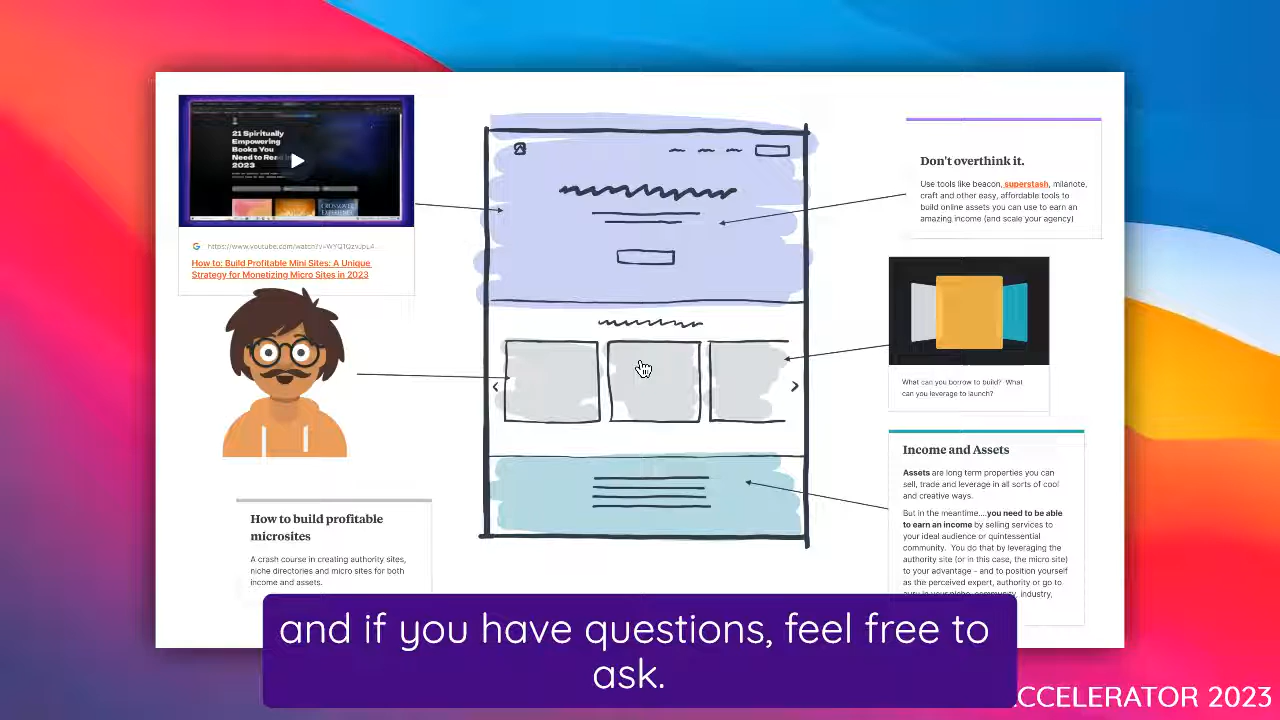 21 Spiritually
Empowering
Books You
Need to Read in
2023
How to: Build Profitable Mini Sites: A Unique
Strategy for Monetizing Micro Sites in 2023
How to build profitable
microsites
A crash course in creating authority sites,
niche directories and micro sites for both
income and assets.
Don't overthink it.
Use tools like beacon, superstash, milanote,
craft and other easy, affordable tools to
build online assets you can use to earn an
amazing income (and scale your agency)
What can you borrow to build? What
can you leverage to launch?
Income and Assets
Assets are long term properties you can
sell, trade and leverage in all sorts of cool
and creative ways.
But in the meantime....you need to be able
to earn an income by selling services to
your ideal audience or quintessential
community. You do that by leveraging the
authority site (or in this case, the micro site)
to your advantage - and to position yourself
as the perceived expert, authority or go to
and if you have questions, feel free to
ask.
CCELERATOR 2023